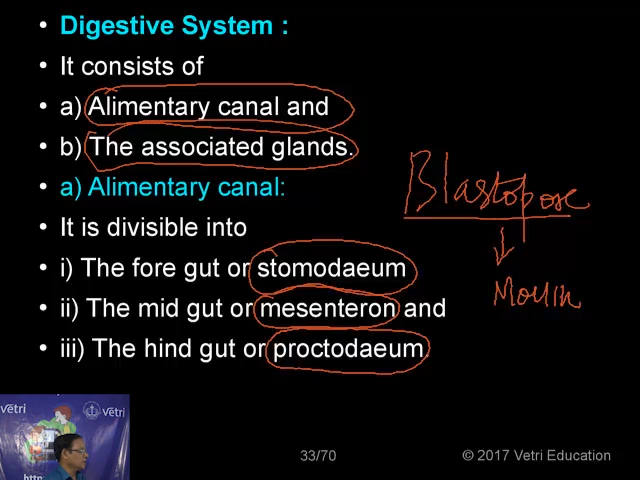 • Digestive System :
• It consists of
• a) Alimentary canal and
• b) The associated glands.
• a) Alimentary canal:
• It is divisible into
• i) The fore gut or stomodaeum
• ii) The mid gut or mesenteron and
• iii) The hind gut or proctodaeum.
Blastopore
vetri
vetri
33/70
© 2017 Vetri Education